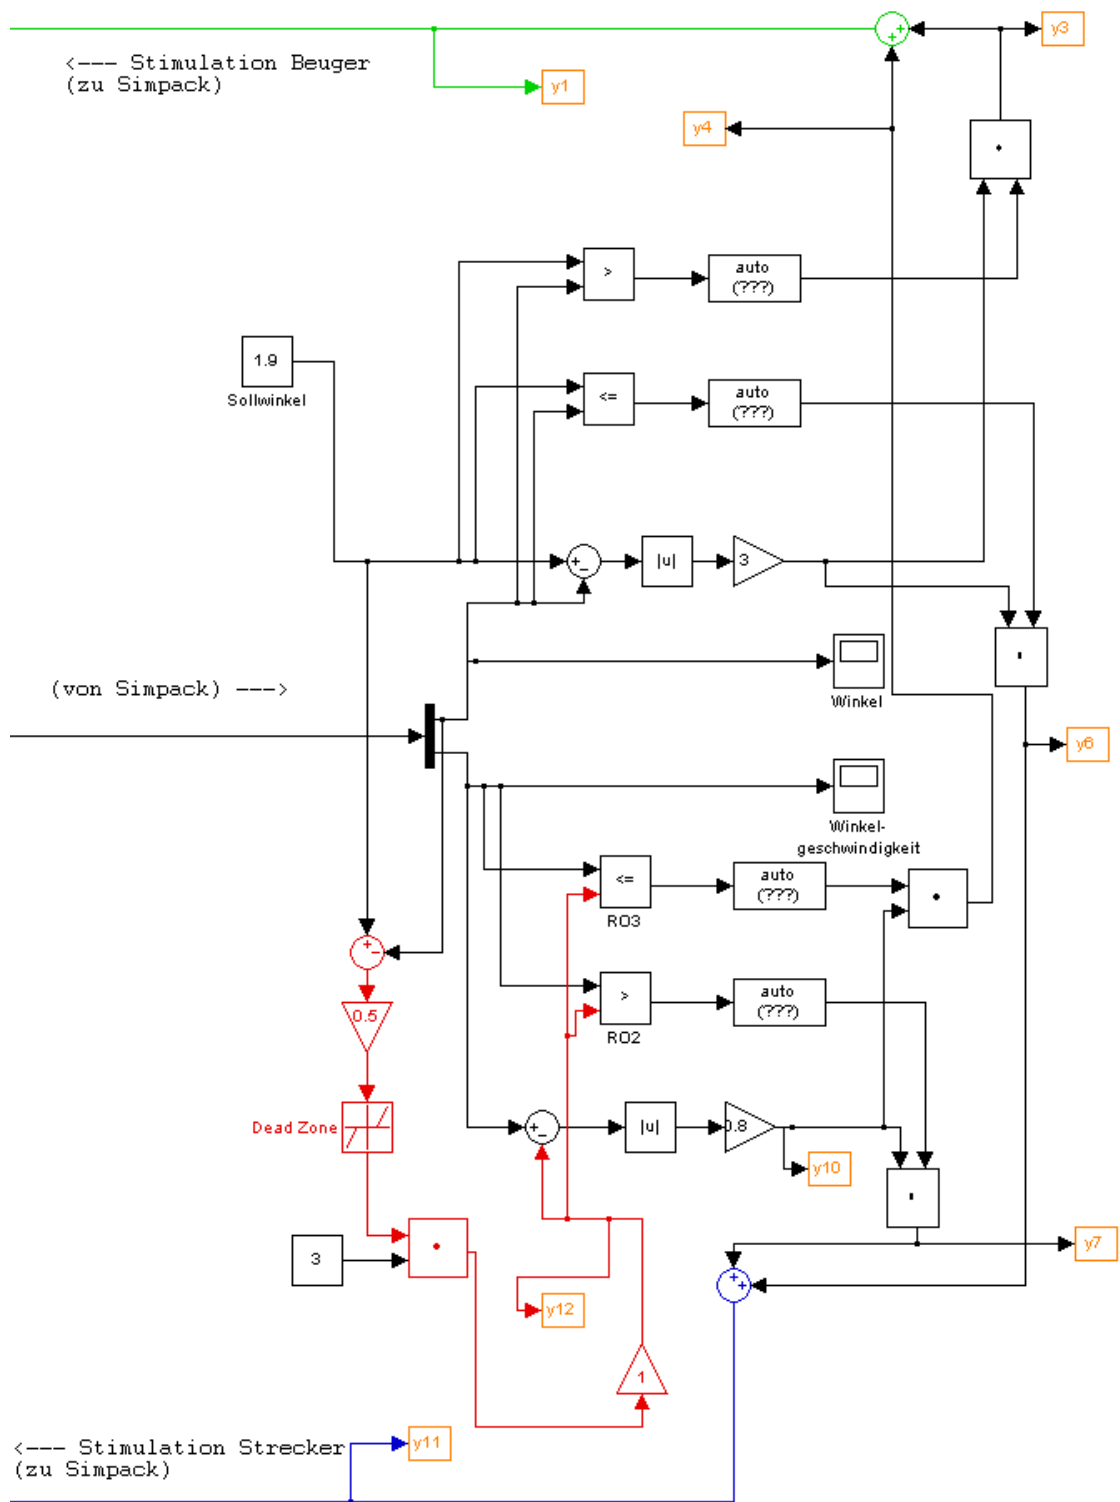 y3
<--- Stimulation Beuger
(zu Simpack)
y1
y4
>
auto
(???)
1.9
Sollwinkel
<=
auto
(???)
+
-
|u|
3
(von Simpack) --->
Winkel
y6
Winkel-
geschwindigkeit
<=
RO3
auto
(???)
>
RO2
auto
(???)
0.5
Dead Zone
|u|
0.8
y10
3
y7
y12
1
<--- Stimulation Strecker
(zu Simpack)
y11